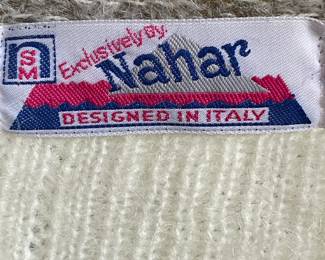 SM
Exclusively By.
Nahar
DESIGNED IN ITALY